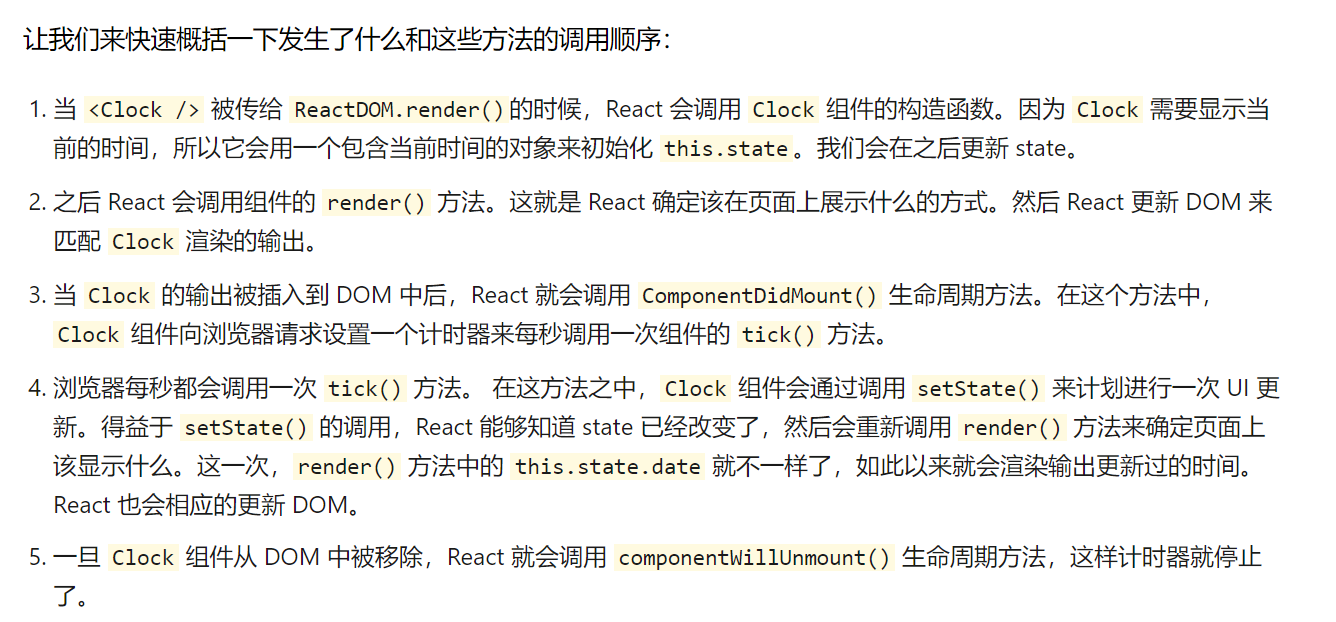 让我们来快速概括一下发生了什么和这些方法的调用顺序：
1. 当 <Clock /> 被传给 ReactDOM.render()的时候，React 会调用 Clock 组件的构造函数。因为 Clock 需要显示当
前的时间，所以它会用一个包含当前时间的对象来初始化 this.state。我们会在之后更新 state。
2. 之后 React 会调用组件的 render() 方法。这就是 React 确定该在页面上展示什么的方式。然后 React 更新 DOM 来
匹配 Clock 渲染的输出。
3. 当 Clock 的输出被插入到 DOM 中后，React 就会调用 ComponentDidMount() 生命周期方法。在这个方法中，
Clock 组件向浏览器请求设置一个计时器来每秒调用一次组件的 tick() 方法。
4. 浏览器每秒都会调用一次 tick() 方法。 在这方法之中，Clock 组件会通过调用 setState() 来计划进行一次 UI 更
新。得益于 setState() 的调用，React 能够知道 state 已经改变了，然后会重新调用 render() 方法来确定页面上
该显示什么。这一次，render() 方法中的 this.state.date 就不一样了，如此以来就会渲染输出更新过的时间。
React 也会相应的更新 DOM。
5. 一旦 Clock 组件从 DOM 中被移除，React 就会调用 componentWillUnmount() 生命周期方法，这样计时器就停止
了。